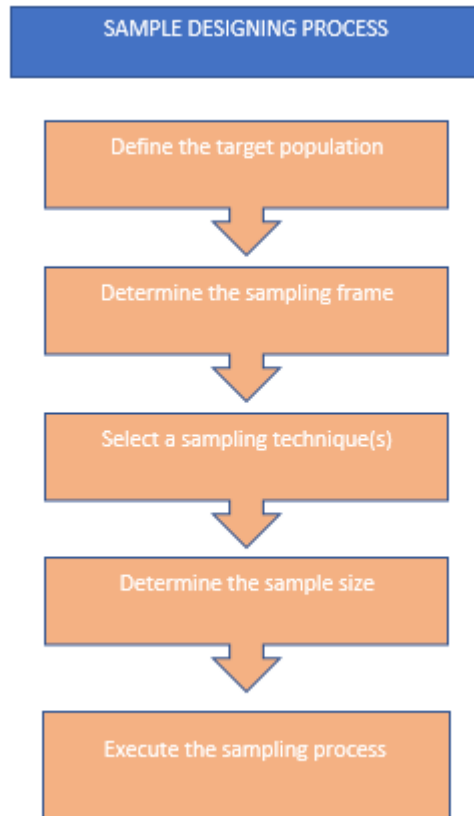 SAMPLE DESIGNING PROCESS
Define the target population
Determine the sampling frame
Select a sampling technique(s)
Determine the sample size
Execute the sampling process